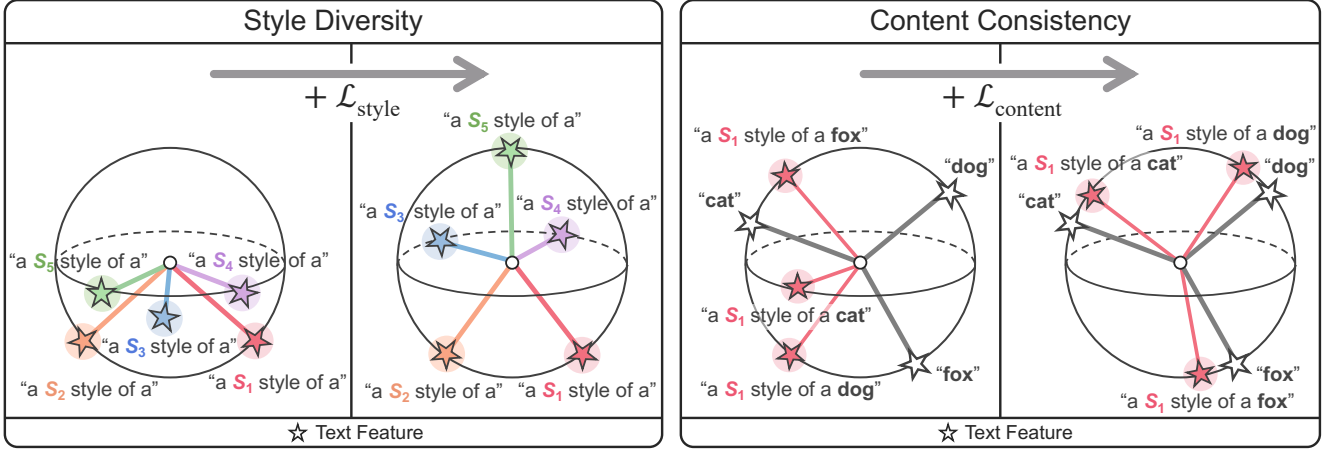 Style Diversity
+ ℒ_style
“a S₅ style of a”
“a S₄ style of a”
“a S₃ style of a”
“a S₂ style of a”
“a S₁ style of a”
“a S₅ style of a”
“a S₃ style of a”
“a S₄ style of a”
“a S₂ style of a”
“a S₁ style of a”
☆ Text Feature
Content Consistency
+ ℒ_content
“a S₁ style of a fox”
“dog”
“cat”
“a S₁ style of a cat”
“fox”
“a S₁ style of a dog”
“a S₁ style of a dog”
“a S₁ style of a cat”
“dog”
“cat”
“fox”
“a S₁ style of a fox”
☆ Text Feature